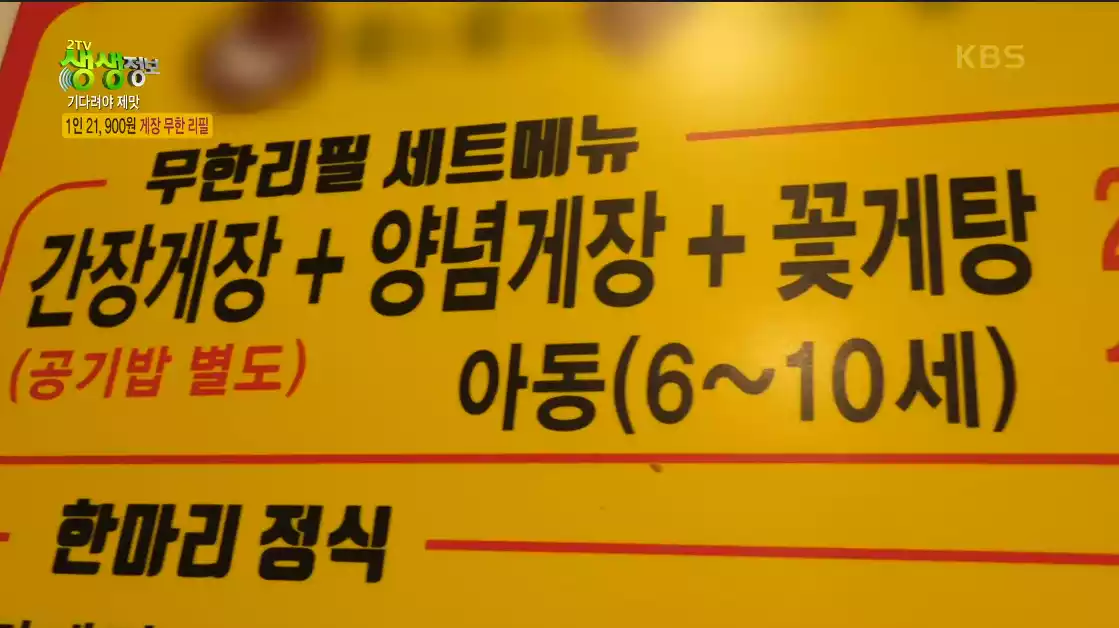 2TV
생생정보
KBS
기다려야 제맛
1인 21,900원 게장 무한 리필
무한리필 세트메뉴
간장게장 + 양념게장 + 꽃게탕
(공기밥 별도) 아동(6~10세)
한마리 정식